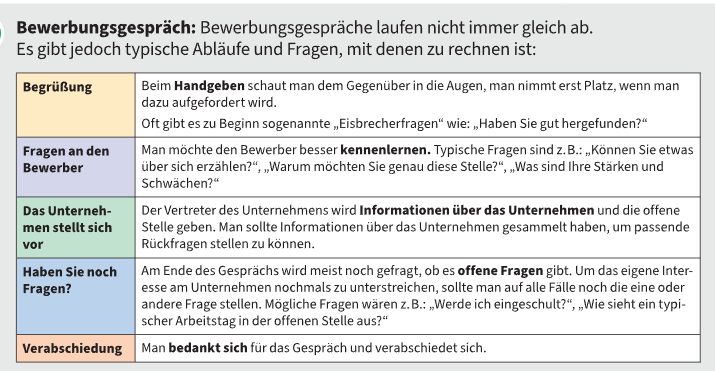 Bewerbungsgespräch: Bewerbungsgespräche laufen nicht immer gleich ab.
Es gibt jedoch typische Abläufe und Fragen, mit denen zu rechnen ist:
Begrüßung
Beim Handgeben schaut man dem Gegenüber in die Augen, man nimmt erst Platz, wenn man
dazu aufgefordert wird.
Oft gibt es zu Beginn sogenannte „Eisbrecherfragen“ wie: „Haben Sie gut hergefunden?“
Fragen an den
Bewerber
Man möchte den Bewerber besser kennenlernen. Typische Fragen sind z. B.: „Können Sie etwas
über sich erzählen?“, „Warum möchten Sie genau diese Stelle?“, „Was sind Ihre Stärken und
Schwächen?“
Das Unterneh-
men stellt sich
vor
Der Vertreter des Unternehmens wird Informationen über das Unternehmen und die offene
Stelle geben. Man sollte Informationen über das Unternehmen gesammelt haben, um passende
Rückfragen stellen zu können.
Haben Sie noch
Fragen?
Am Ende des Gesprächs wird meist noch gefragt, ob es offene Fragen gibt. Um das eigene Inter-
esse am Unternehmen nochmals zu unterstreichen, sollte man auf alle Fälle noch die eine oder
andere Frage stellen. Mögliche Fragen wären z. B.: „Werde ich eingeschult?“, „Wie sieht ein typi-
scher Arbeitstag in der offenen Stelle aus?“
Verabschiedung
Man bedankt sich für das Gespräch und verabschiedet sich.